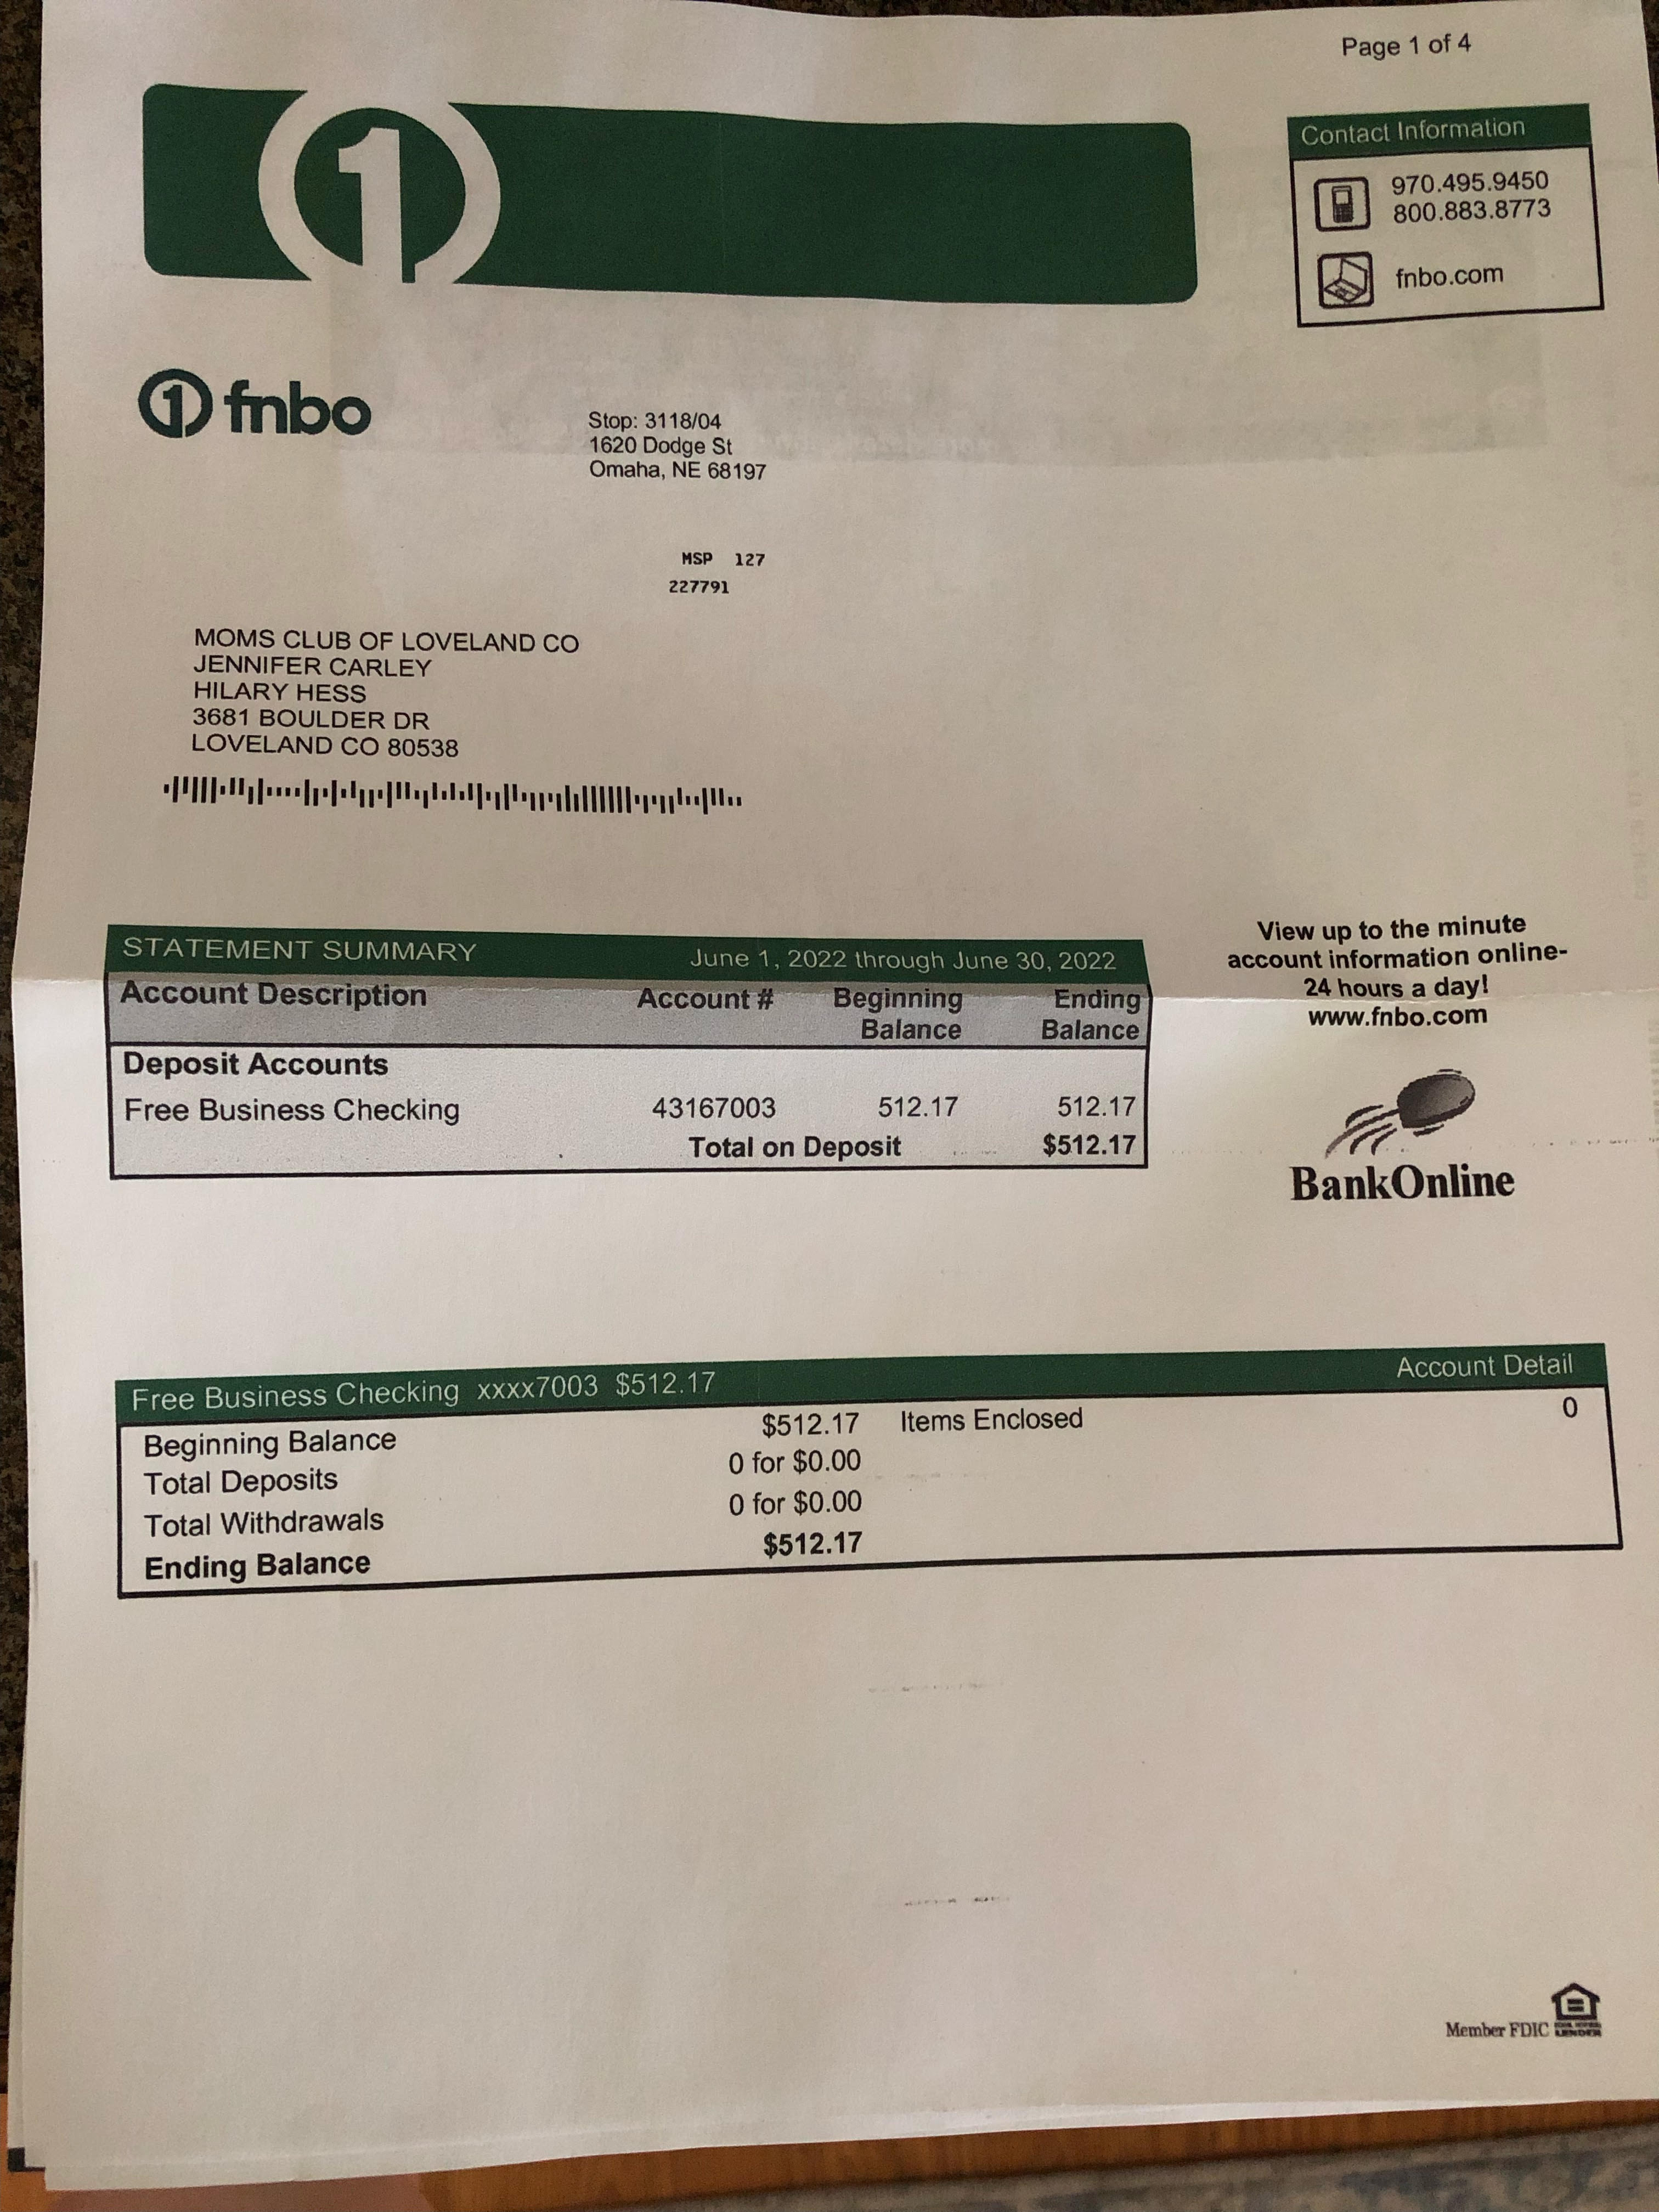 Page 1 of 4
1
Contact Information
970.495.9450
800.883.8773
fnbo.com
1 fnbo
Stop: 3118/04
1620 Dodge St
Omaha, NE 68197
MSP 127
227791
MOMS CLUB OF LOVELAND CO
JENNIFER CARLEY
HILARY HESS
3681 BOULDER DR
LOVELAND CO 80538
STATEMENT SUMMARY June 1, 2022 through June 30, 2022
Account Description Account # Beginning Balance Ending Balance
Deposit Accounts
Free Business Checking 43167003 512.17 512.17
Total on Deposit $512.17
View up to the minute
account information online-
24 hours a day!
www.fnbo.com
BankOnline
Free Business Checking xxxx7003 $512.17 Account Detail
Beginning Balance $512.17 Items Enclosed 0
Total Deposits 0 for $0.00
Total Withdrawals 0 for $0.00
Ending Balance $512.17
Member FDIC
LENDER